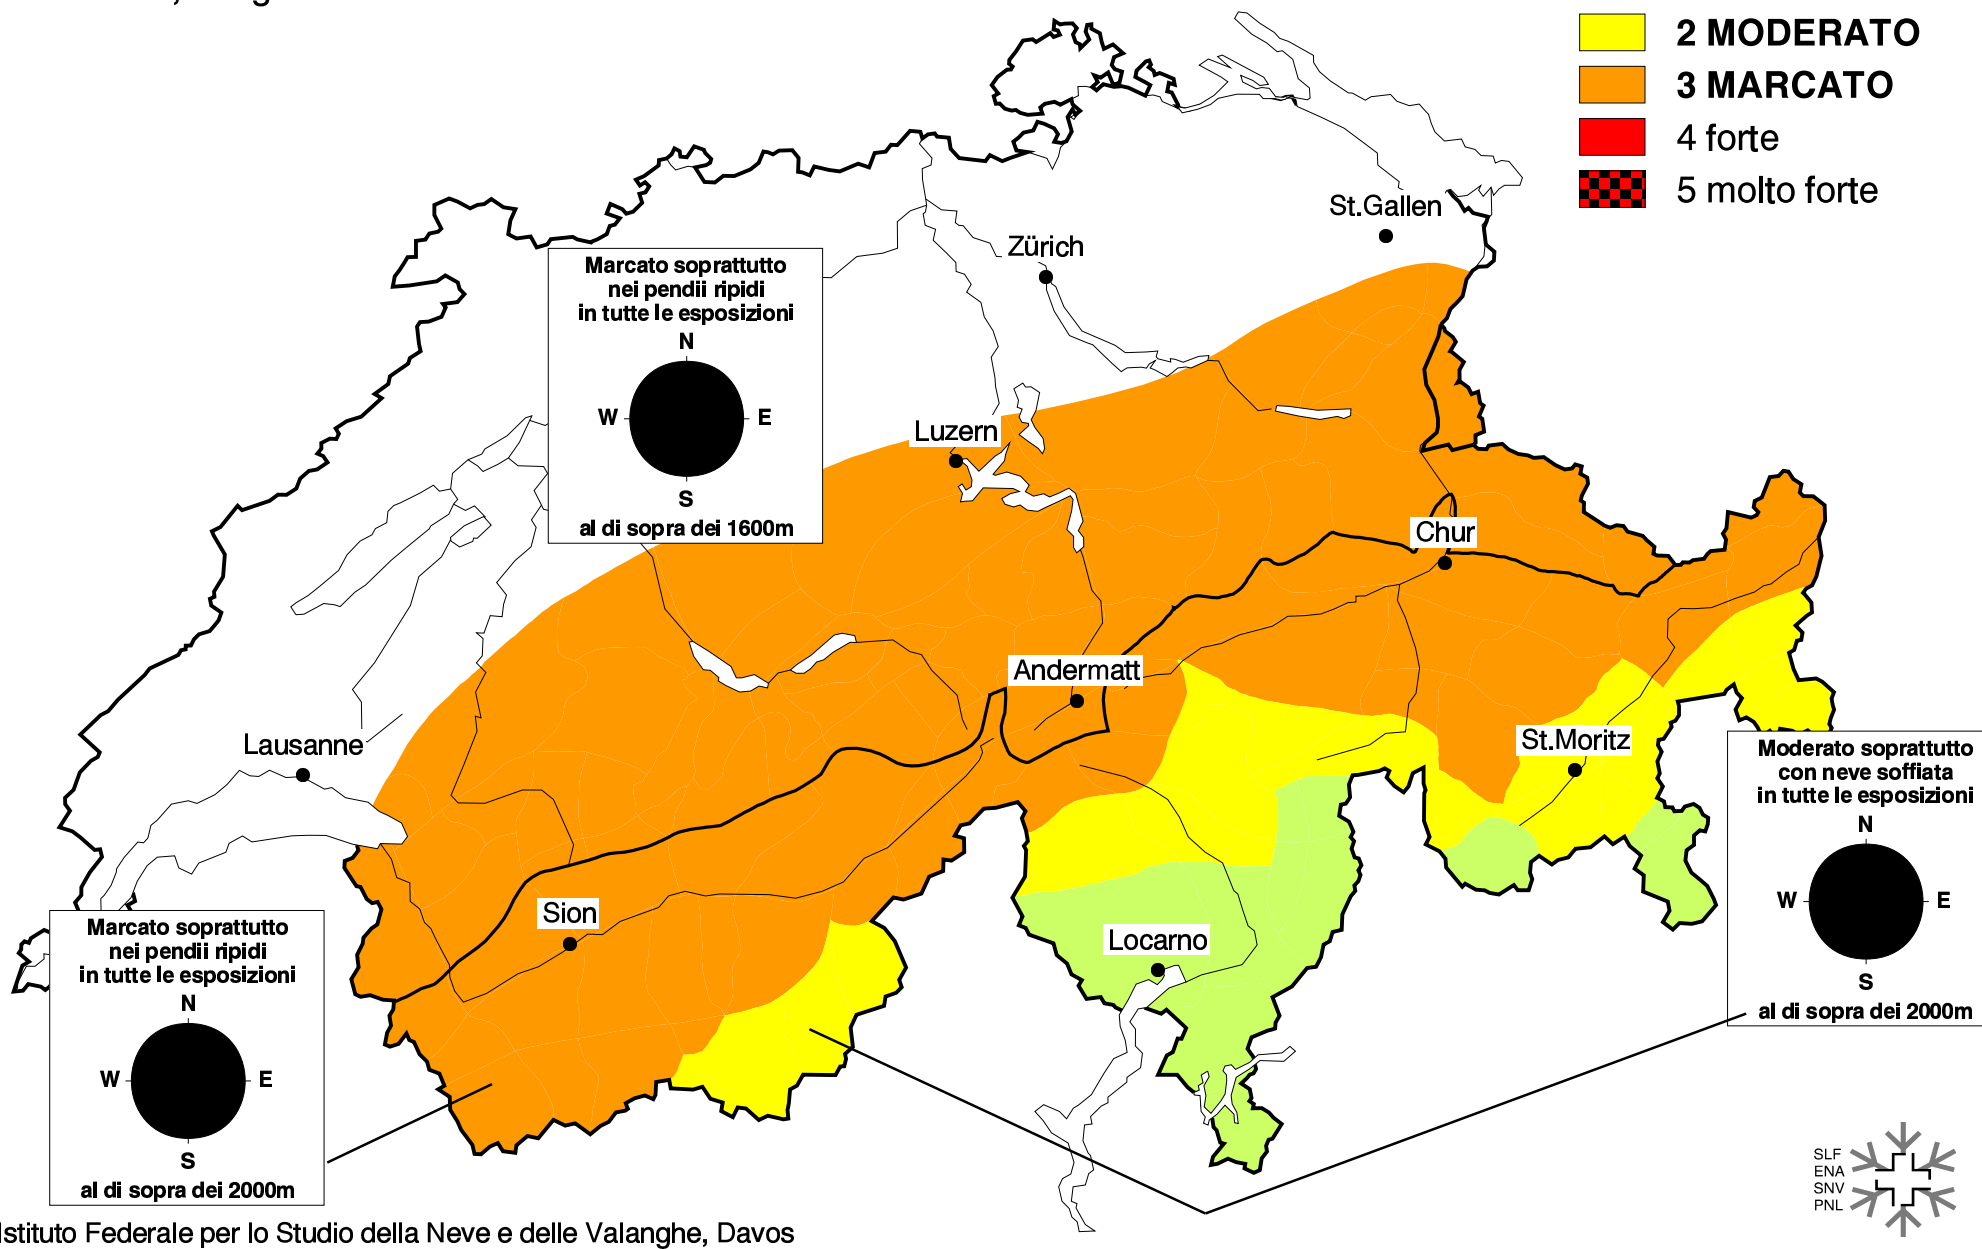 2 MODERATO
3 MARCATO
4 forte
5 molto forte
St.Gallen
Zürich
Marcato soprattutto
nei pendii ripidi
in tutte le esposizioni
N
W E
S
al di sopra dei 1600m
Luzern
Chur
Andermatt
Lausanne
St.Moritz
Moderato soprattutto
con neve soffiata
in tutte le esposizioni
N
W E
S
al di sopra dei 2000m
Sion
Locarno
Marcato soprattutto
nei pendii ripidi
in tutte le esposizioni
N
W E
S
al di sopra dei 2000m
SLF
ENA
SNV
PNL
Istituto Federale per lo Studio della Neve e delle Valanghe, Davos